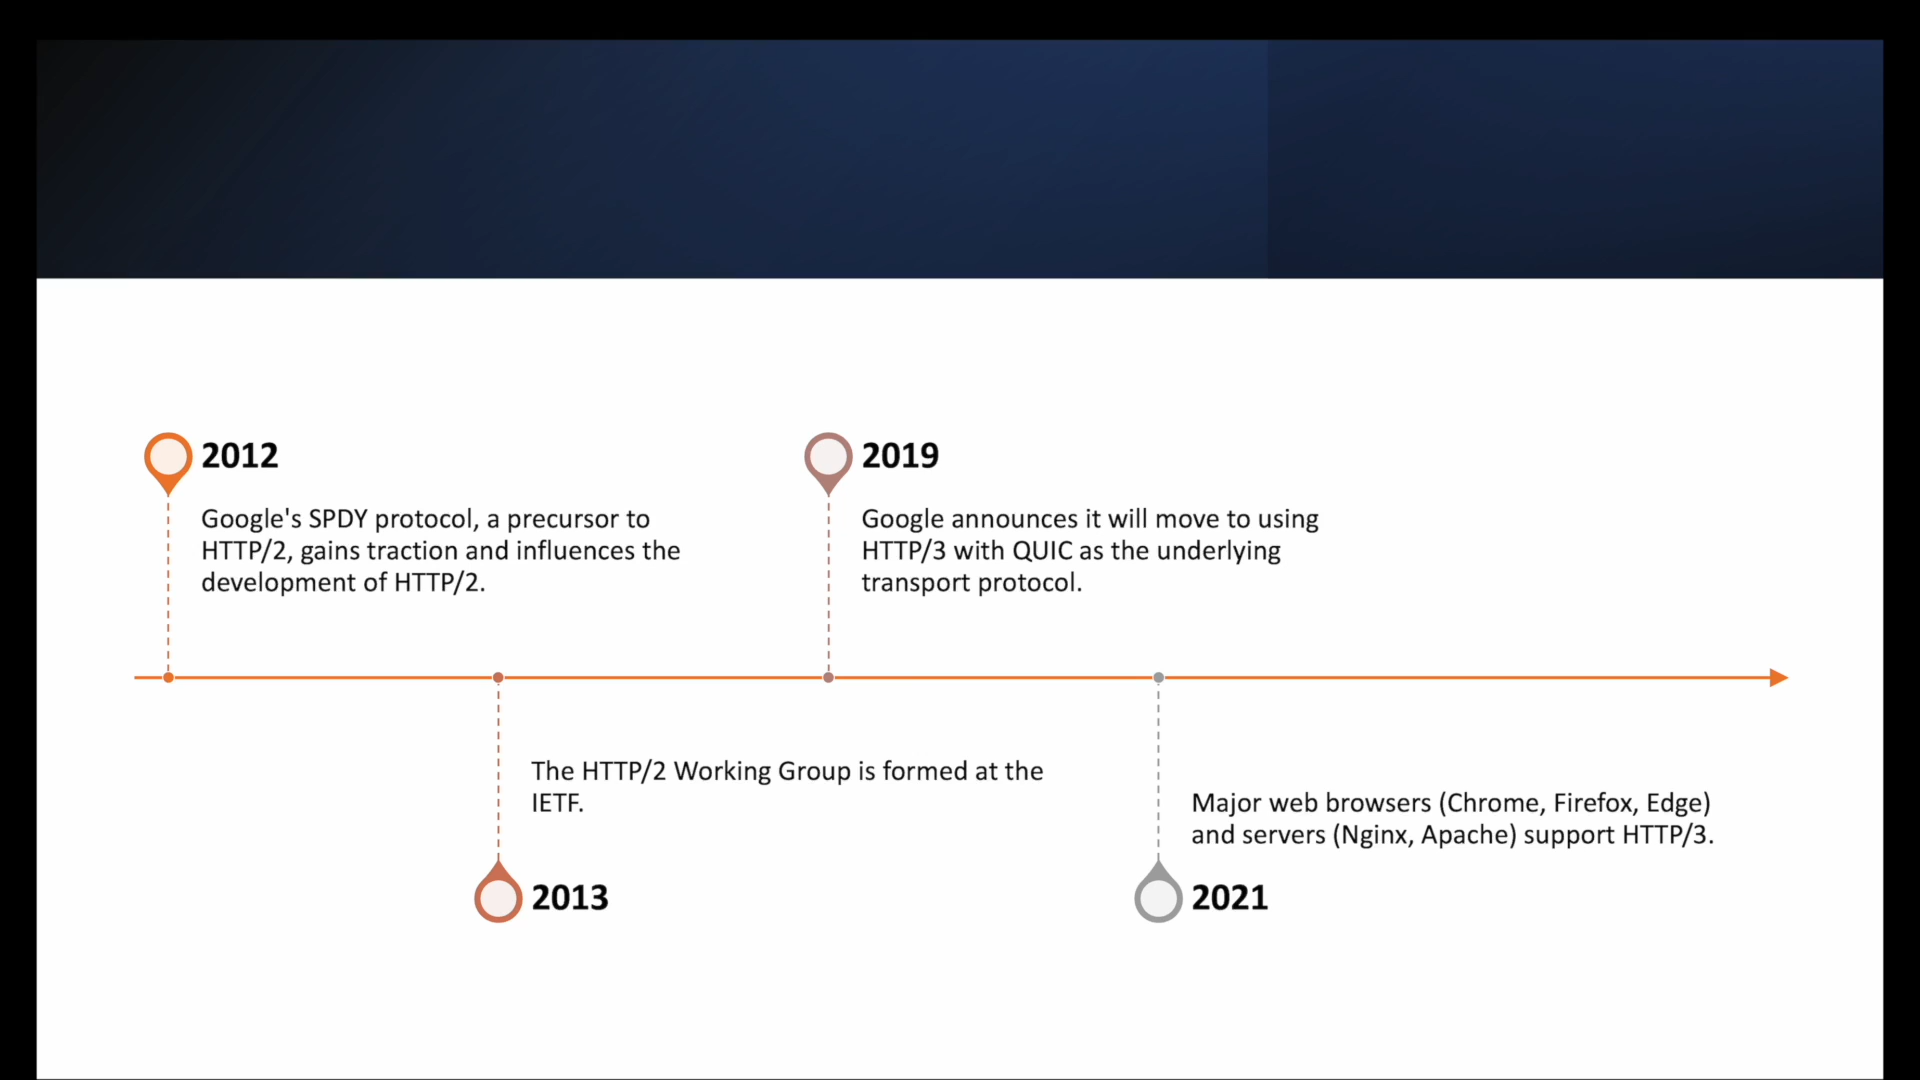 2012
Google's SPDY protocol, a precursor to
HTTP/2, gains traction and influences the
development of HTTP/2.
The HTTP/2 Working Group is formed at the
IETF.
2013
2019
Google announces it will move to using
HTTP/3 with QUIC as the underlying
transport protocol.
Major web browsers (Chrome, Firefox, Edge)
and servers (Nginx, Apache) support HTTP/3.
2021